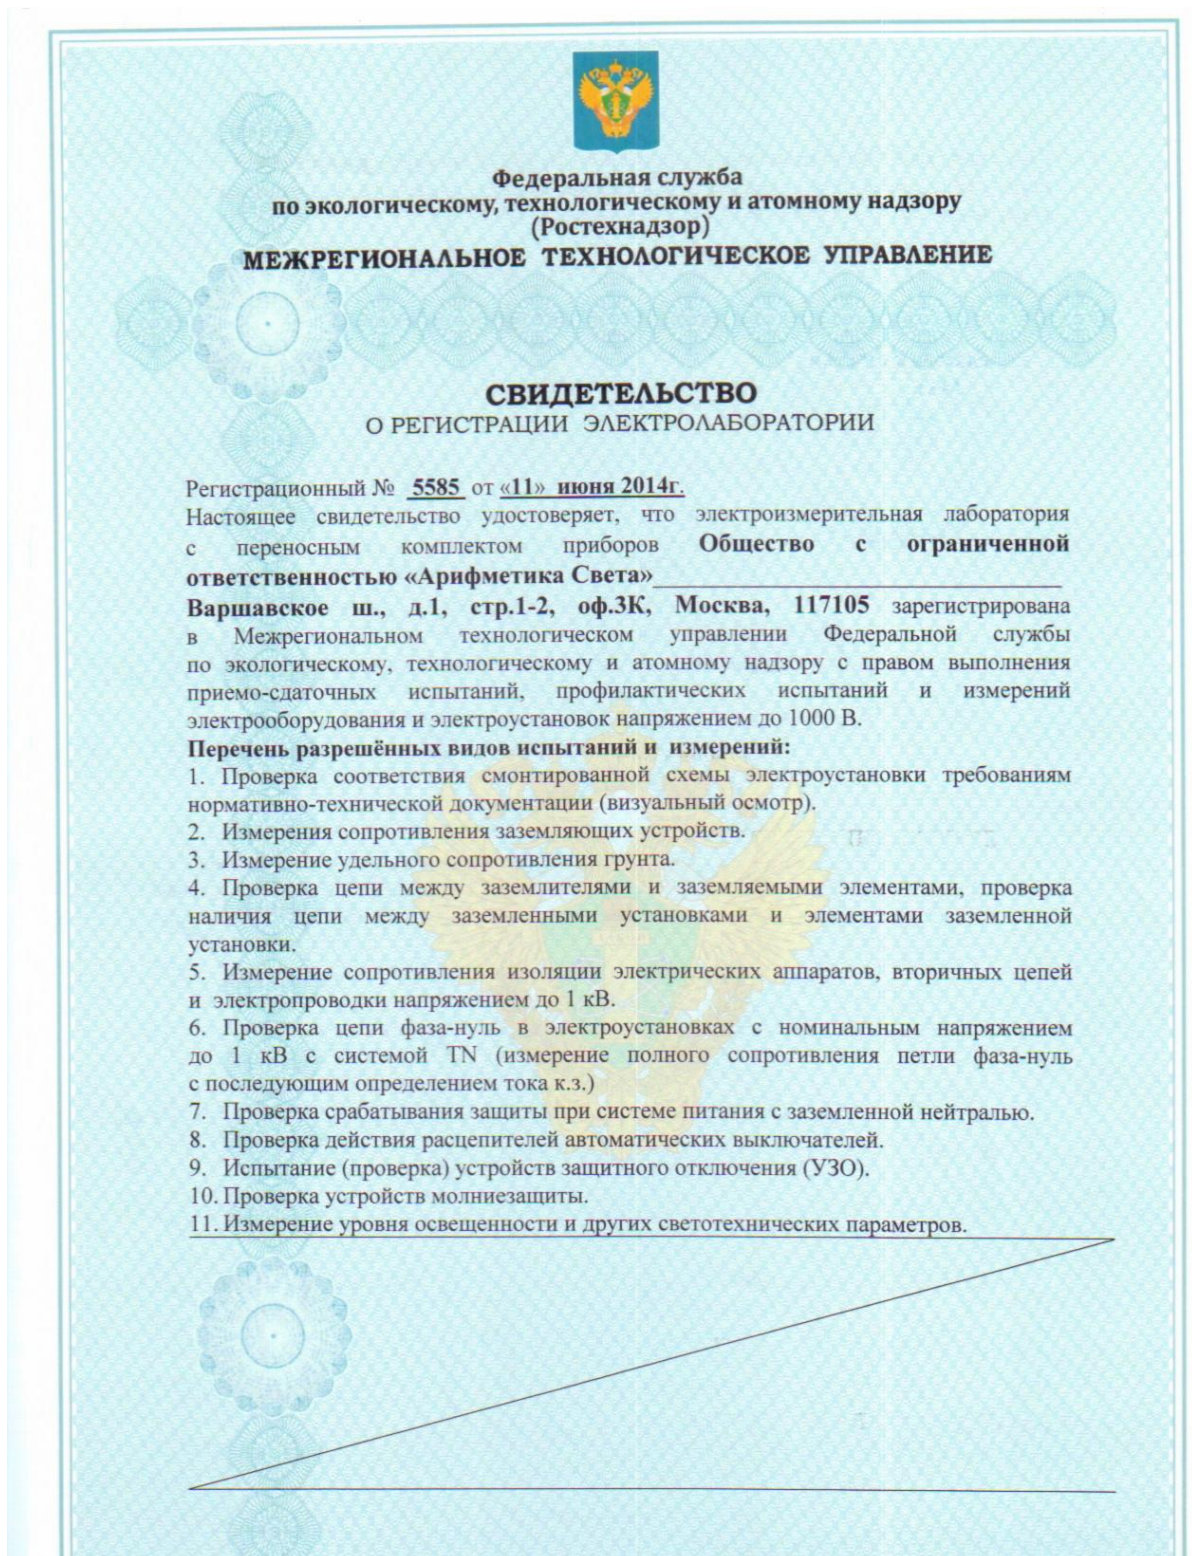 Федеральная служба
по экологическому, технологическому и атомному надзору
(Ростехнадзор)
МЕЖРЕГИОНАЛЬНОЕ ТЕХНОЛОГИЧЕСКОЕ УПРАВЛЕНИЕ
СВИДЕТЕЛЬСТВО
О РЕГИСТРАЦИИ ЭЛЕКТРОЛАБОРАТОРИИ
Регистрационный № 5585 от «11» июня 2014г.
Настоящее свидетельство удостоверяет, что электроизмерительная лаборатория
с переносным комплектом приборов Общество с ограниченной
ответственностью «Арифметика Света»
Варшавское ш., д.1, стр.1-2, оф.3К, Москва, 117105 зарегистрирована
в Межрегиональном технологическом управлении Федеральной службы
по экологическому, технологическому и атомному надзору с правом выполнения
приемо-сдаточных испытаний, профилактических испытаний и измерений
электрооборудования и электроустановок напряжением до 1000 В.
Перечень разрешённых видов испытаний и измерений:
1. Проверка соответствия смонтированной схемы электроустановки требованиям
нормативно-технической документации (визуальный осмотр).
2. Измерения сопротивления заземляющих устройств.
3. Измерение удельного сопротивления грунта.
4. Проверка цепи между заземлителями и заземляемыми элементами, проверка
наличия цепи между заземленными установками и элементами заземленной
установки.
5. Измерение сопротивления изоляции электрических аппаратов, вторичных цепей
и электропроводки напряжением до 1 кВ.
6. Проверка цепи фаза-нуль в электроустановках с номинальным напряжением
до 1 кВ с системой TN (измерение полного сопротивления петли фаза-нуль
с последующим определением тока к.з.)
7. Проверка срабатывания защиты при системе питания с заземленной нейтралью.
8. Проверка действия расцепителей автоматических выключателей.
9. Испытание (проверка) устройств защитного отключения (УЗО).
10. Проверка устройств молниезащиты.
11. Измерение уровня освещенности и других светотехнических параметров.